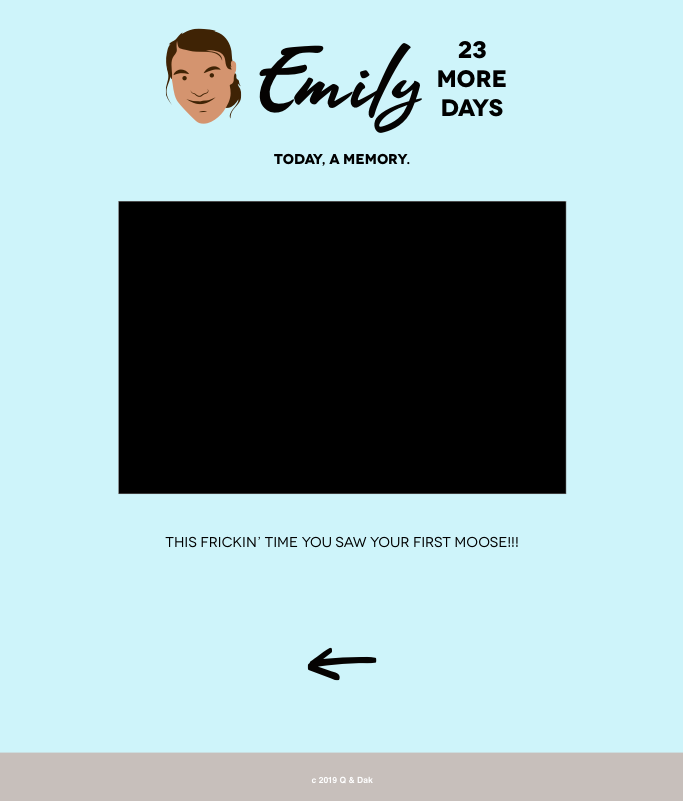 Emily
23
MORE
DAYS
TODAY, A MEMORY.
THIS FRICKIN’ TIME YOU SAW YOUR FIRST MOOSE!!!
c 2019 Q & Dak